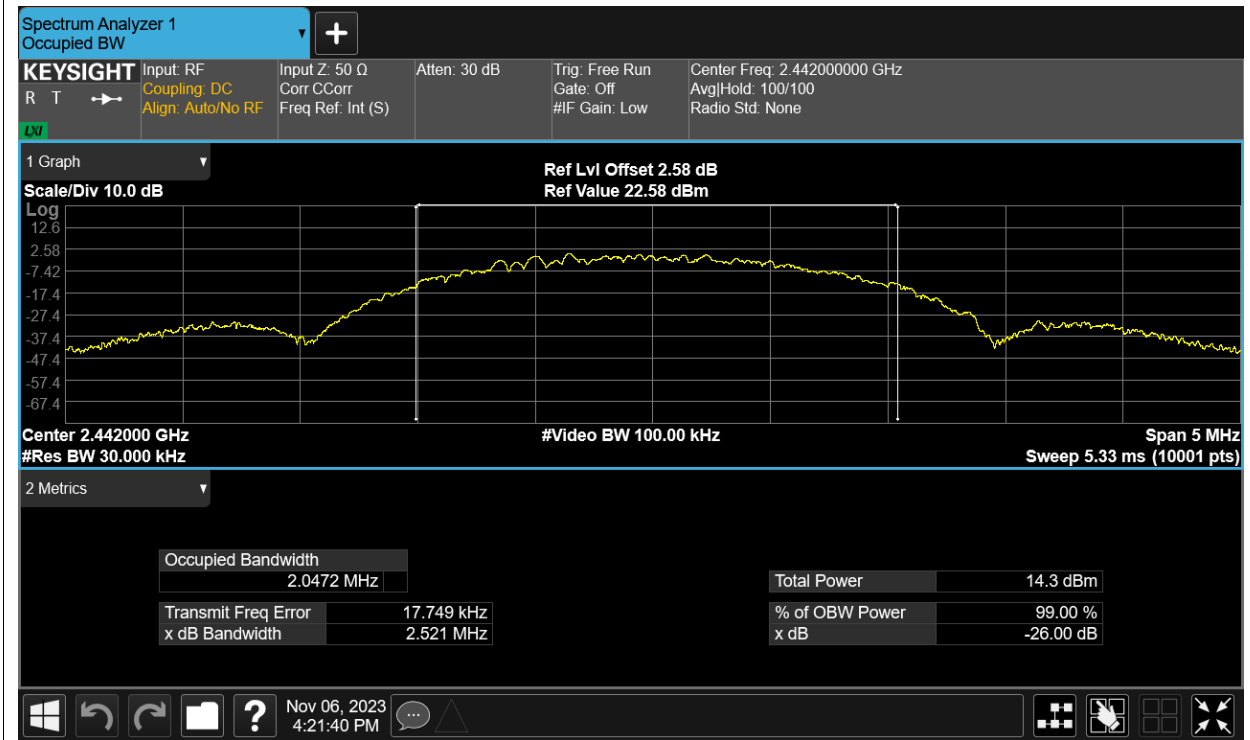 Spectrum Analyzer 1
Occupied BW
+
KEYSIGHT
R T
LXI
Input: RF
Coupling: DC
Align: Auto/No RF
Input Z: 50 Ω
Corr CCorr
Freq Ref: Int (S)
Atten: 30 dB
Trig: Free Run
Gate: Off
#IF Gain: Low
Center Freq: 2.442000000 GHz
Avg|Hold: 100/100
Radio Std: None
1 Graph
Ref Lvl Offset 2.58 dB
Scale/Div 10.0 dB
Ref Value 22.58 dBm
Log
12.6
2.58
-7.42
-17.4
-27.4
-37.4
-47.4
-57.4
-67.4
Center 2.442000 GHz
#Video BW 100.00 kHz
Span 5 MHz
#Res BW 30.000 kHz
Sweep 5.33 ms (10001 pts)
2 Metrics
Occupied Bandwidth
2.0472 MHz
Total Power 14.3 dBm
Transmit Freq Error 17.749 kHz
% of OBW Power 99.00 %
x dB Bandwidth 2.521 MHz
x dB -26.00 dB
?
Nov 06, 2023
4:21:40 PM